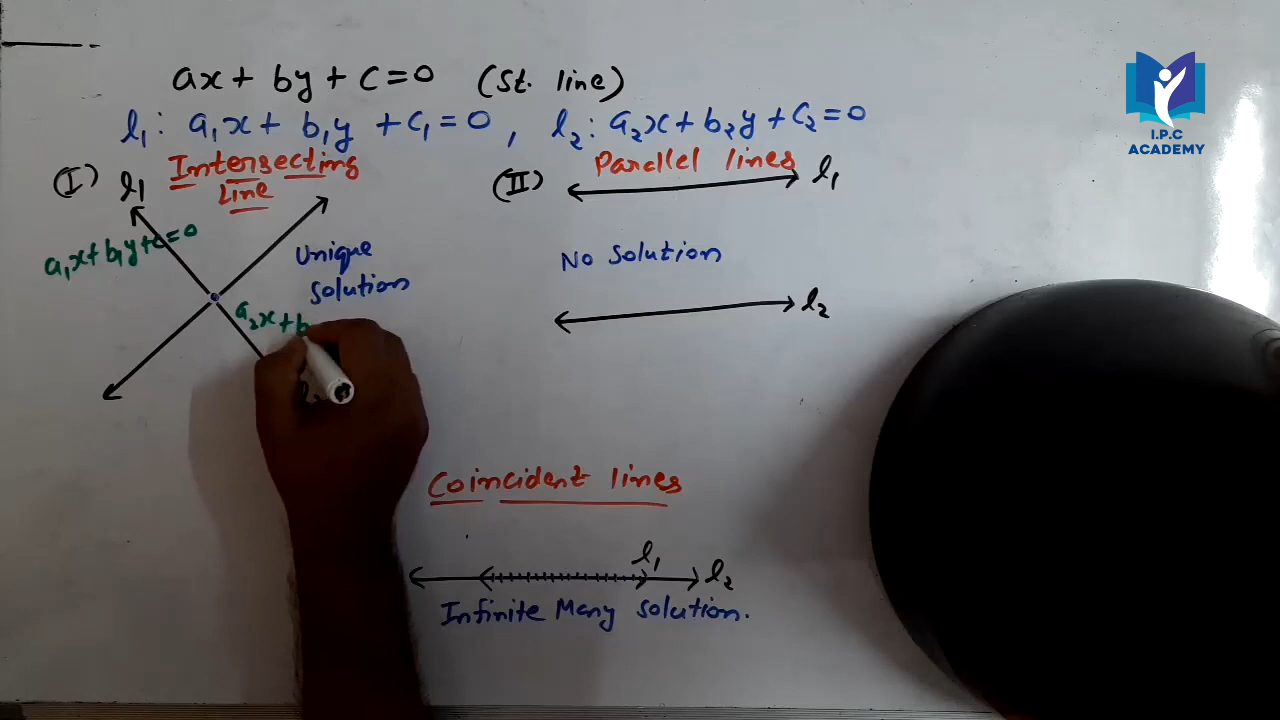 ax + by + c = 0 (St. line)
l₁: a₁x + b₁y + c₁ = 0, l₂: a₂x + b₂y + c₂ = 0
(I) l₁ Intersecting
Line
a₁x + b₁y + c = 0
Unique
Solution
a₂x + b
(II) Parallel lines
l₁
No Solution
l₂
Coincident lines
l₁
l₂
Infinite Many solution.
I.P.C
ACADEMY